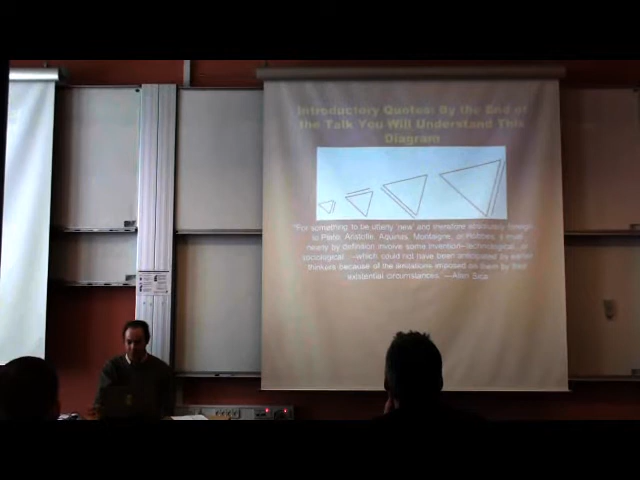 Introductory Quotes: By the End of
the Talk You Will Understand This
Diagram
"For something to be utterly 'new' and therefore absolutely foreign
to Plato, Aristotle, Aquinas, Montaigne, or Hobbes, it must
nearly by definition involve some invention—technological or
sociological —which could not have been anticipated by earlier
thinkers because of the limitations imposed on them by their
existential circumstances. —Alan Sica